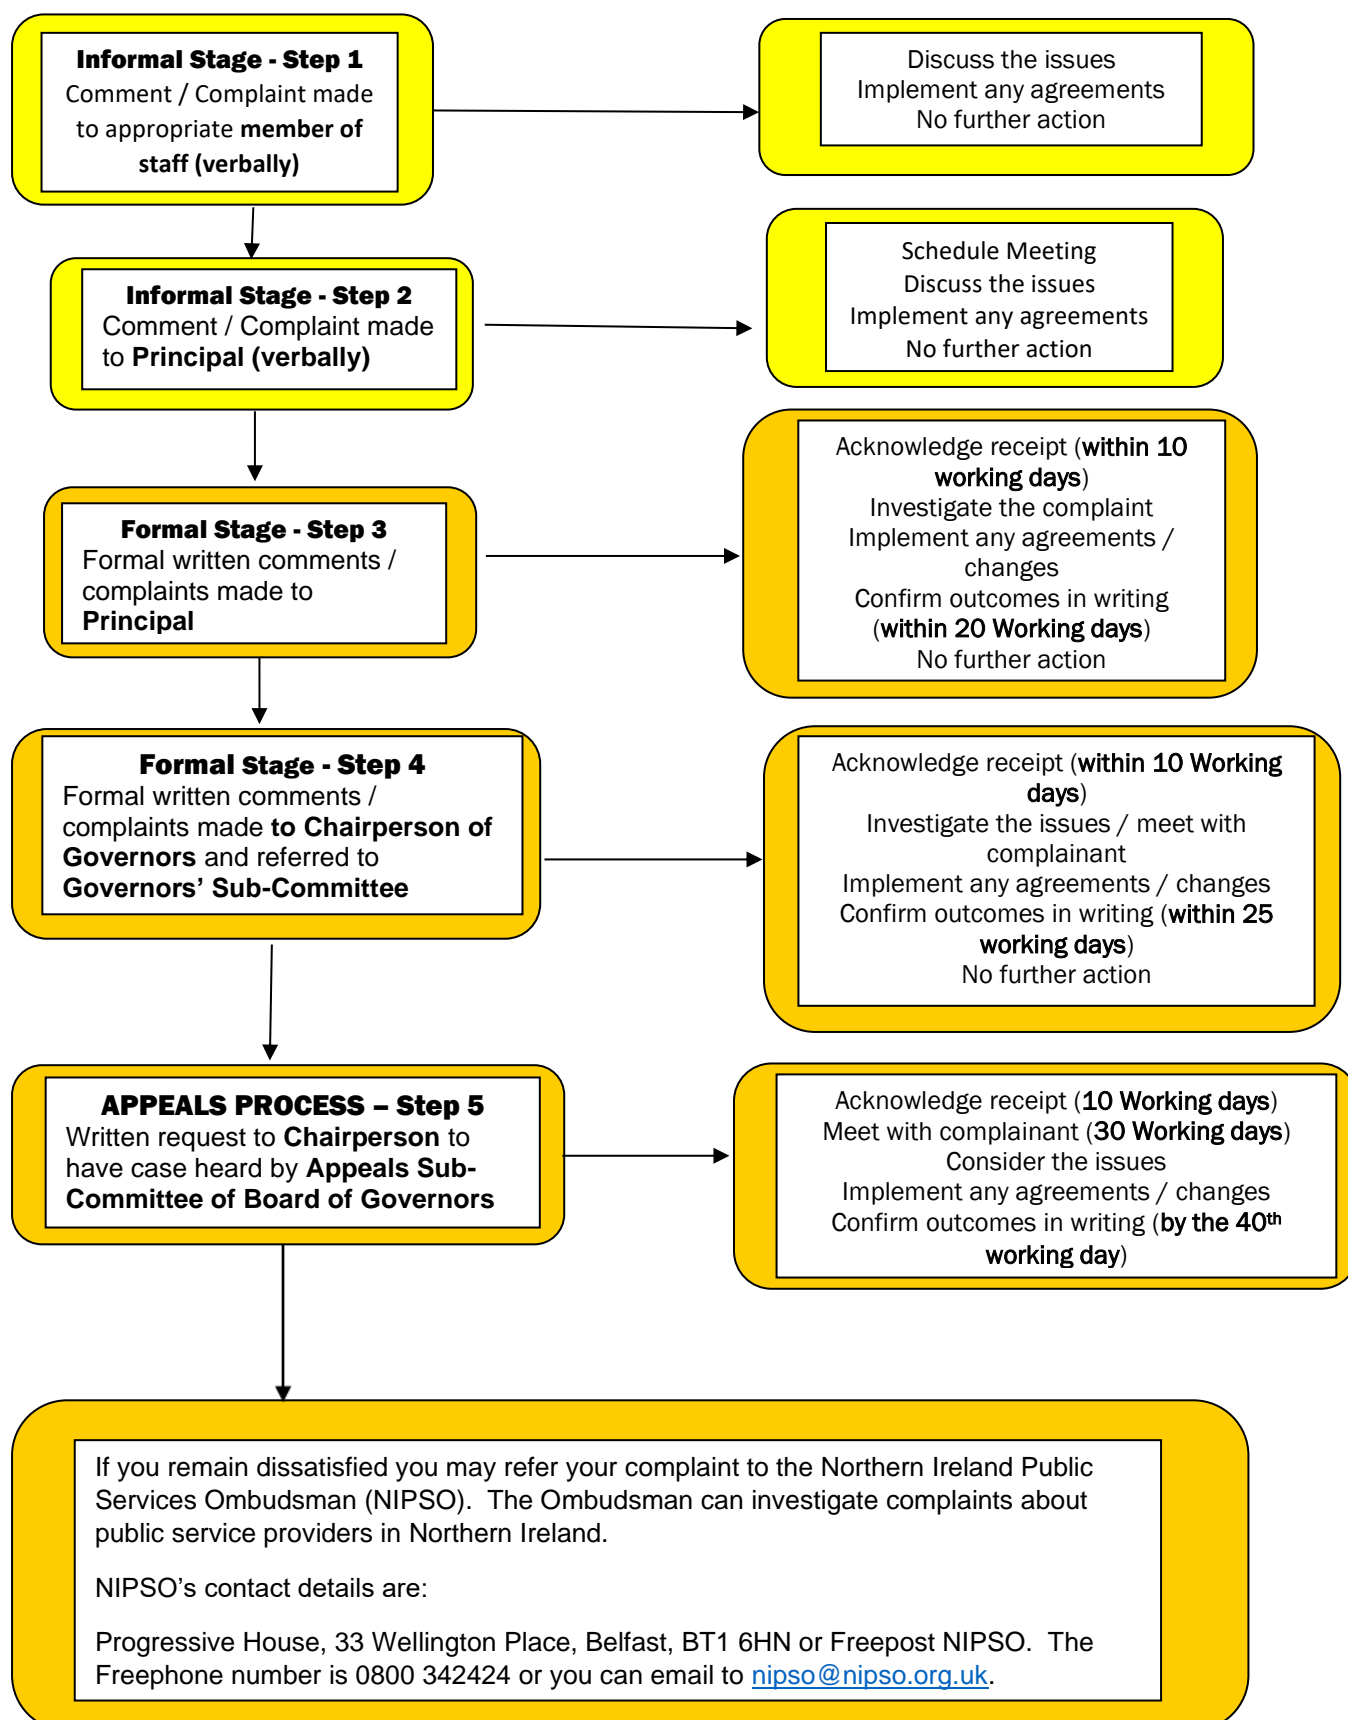 Informal Stage - Step 1
Comment / Complaint made
to appropriate member of
staff (verbally)
Discuss the issues
Implement any agreements
No further action
Informal Stage - Step 2
Comment / Complaint made
to Principal (verbally)
Schedule Meeting
Discuss the issues
Implement any agreements
No further action
Formal Stage - Step 3
Formal written comments /
complaints made to
Principal
Acknowledge receipt (within 10
working days)
Investigate the complaint
Implement any agreements /
changes
Confirm outcomes in writing
(within 20 Working days)
No further action
Formal Stage - Step 4
Formal written comments /
complaints made to Chairperson of
Governors and referred to
Governors’ Sub-Committee
Acknowledge receipt (within 10 Working
days)
Investigate the issues / meet with
complainant
Implement any agreements / changes
Confirm outcomes in writing (within 25
working days)
No further action
APPEALS PROCESS – Step 5
Written request to Chairperson to
have case heard by Appeals Sub-
Committee of Board of Governors
Acknowledge receipt (10 Working days)
Meet with complainant (30 Working days)
Consider the issues
Implement any agreements / changes
Confirm outcomes in writing (by the 40th
working day)
If you remain dissatisfied you may refer your complaint to the Northern Ireland Public
Services Ombudsman (NIPSO).  The Ombudsman can investigate complaints about
public service providers in Northern Ireland.
NIPSO’s contact details are:
Progressive House, 33 Wellington Place, Belfast, BT1 6HN or Freepost NIPSO.  The
Freephone number is 0800 342424 or you can email to nipso@nipso.org.uk.